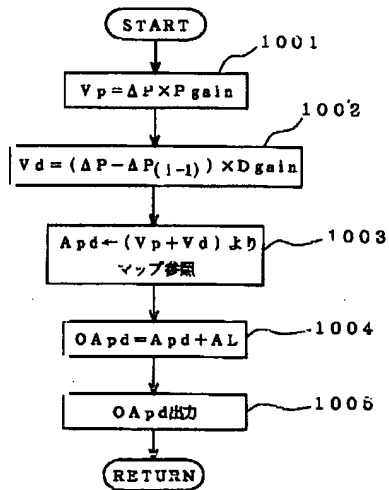 START
1001
Vp=ΔP×Pgain
1002
Vd=(ΔP−ΔP(i-1))×Dgain
1003
Apd←(Vp+Vd)より
マップ参照
1004
OApd=Apd+AL
1005
OApd出力
RETURN